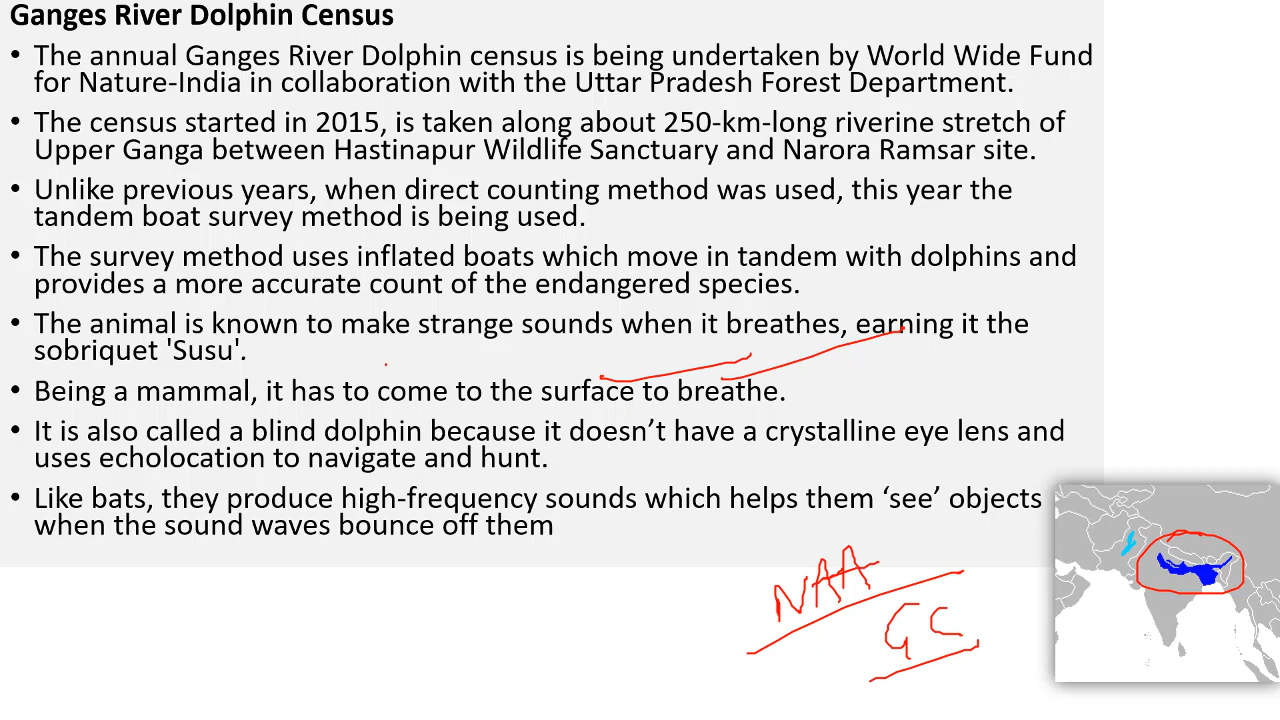 Ganges River Dolphin Census
• The annual Ganges River Dolphin census is being undertaken by World Wide Fund
for Nature-India in collaboration with the Uttar Pradesh Forest Department.
• The census started in 2015, is taken along about 250-km-long riverine stretch of
Upper Ganga between Hastinapur Wildlife Sanctuary and Narora Ramsar site.
• Unlike previous years, when direct counting method was used, this year the
tandem boat survey method is being used.
• The survey method uses inflated boats which move in tandem with dolphins and
provides a more accurate count of the endangered species.
• The animal is known to make strange sounds when it breathes, earning it the
sobriquet 'Susu'.
• Being a mammal, it has to come to the surface to breathe.
• It is also called a blind dolphin because it doesn’t have a crystalline eye lens and
uses echolocation to navigate and hunt.
• Like bats, they produce high-frequency sounds which helps them ‘see’ objects
when the sound waves bounce off them
NAA
GC